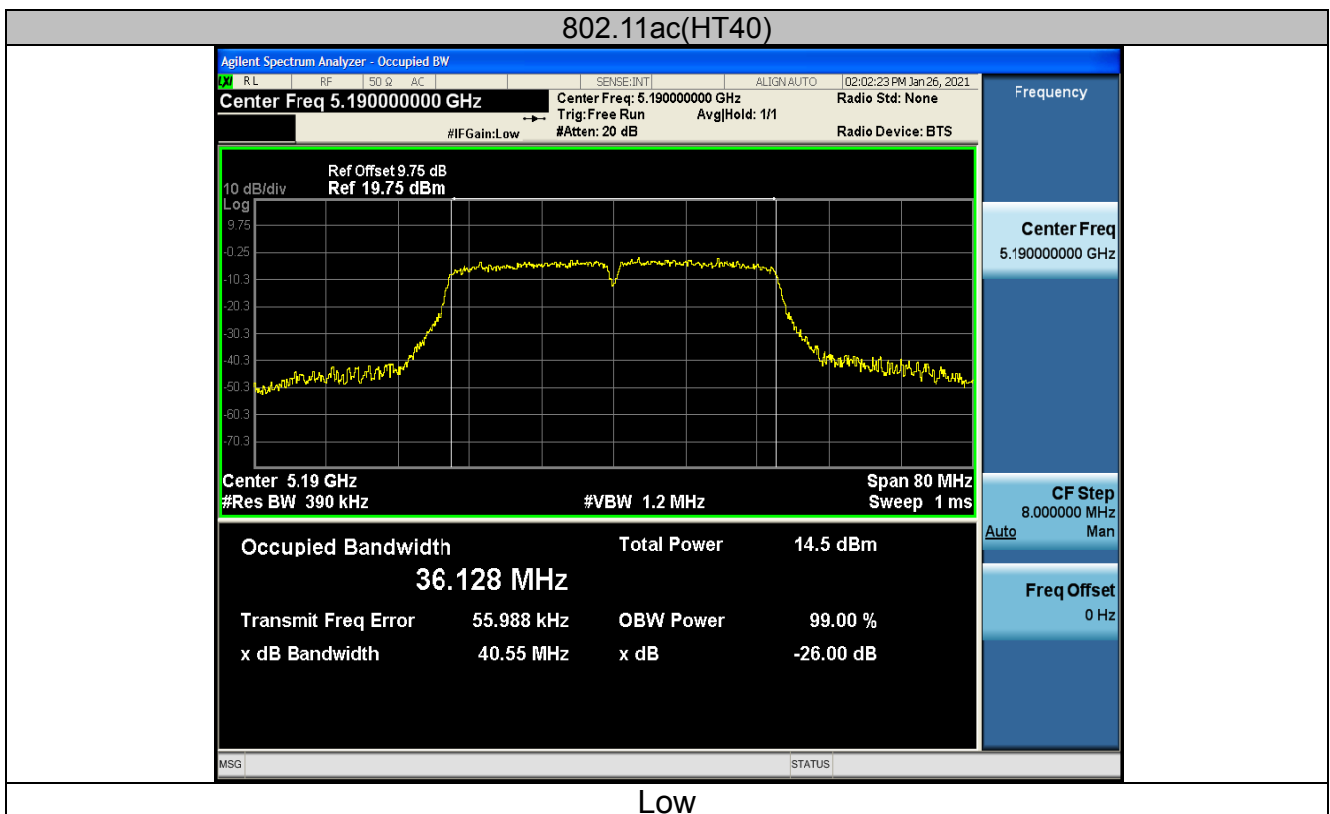 802.11ac(HT40)
Agilent Spectrum Analyzer - Occupied BW
LXI RL RF 50 Ω AC SENSE:INT ALIGN AUTO 02:02:23 PM Jan 26, 2021
Center Freq 5.190000000 GHz
Center Freq: 5.190000000 GHz
Radio Std: None
Trig: Free Run Avg|Hold: 1/1
#IFGain:Low #Atten: 20 dB Radio Device: BTS
Frequency
Ref Offset 9.75 dB
10 dB/div Ref 19.75 dBm
Log
9.75
-0.25
-10.3
-20.3
-30.3
-40.3
-50.3
-60.3
-70.3
Center 5.19 GHz Span 80 MHz
#Res BW 390 kHz #VBW 1.2 MHz Sweep 1 ms
Occupied Bandwidth Total Power 14.5 dBm
36.128 MHz
Transmit Freq Error 55.988 kHz OBW Power 99.00 %
x dB Bandwidth 40.55 MHz x dB -26.00 dB
Center Freq
5.190000000 GHz
CF Step
8.000000 MHz
Auto Man
Freq Offset
0 Hz
MSG STATUS
Low